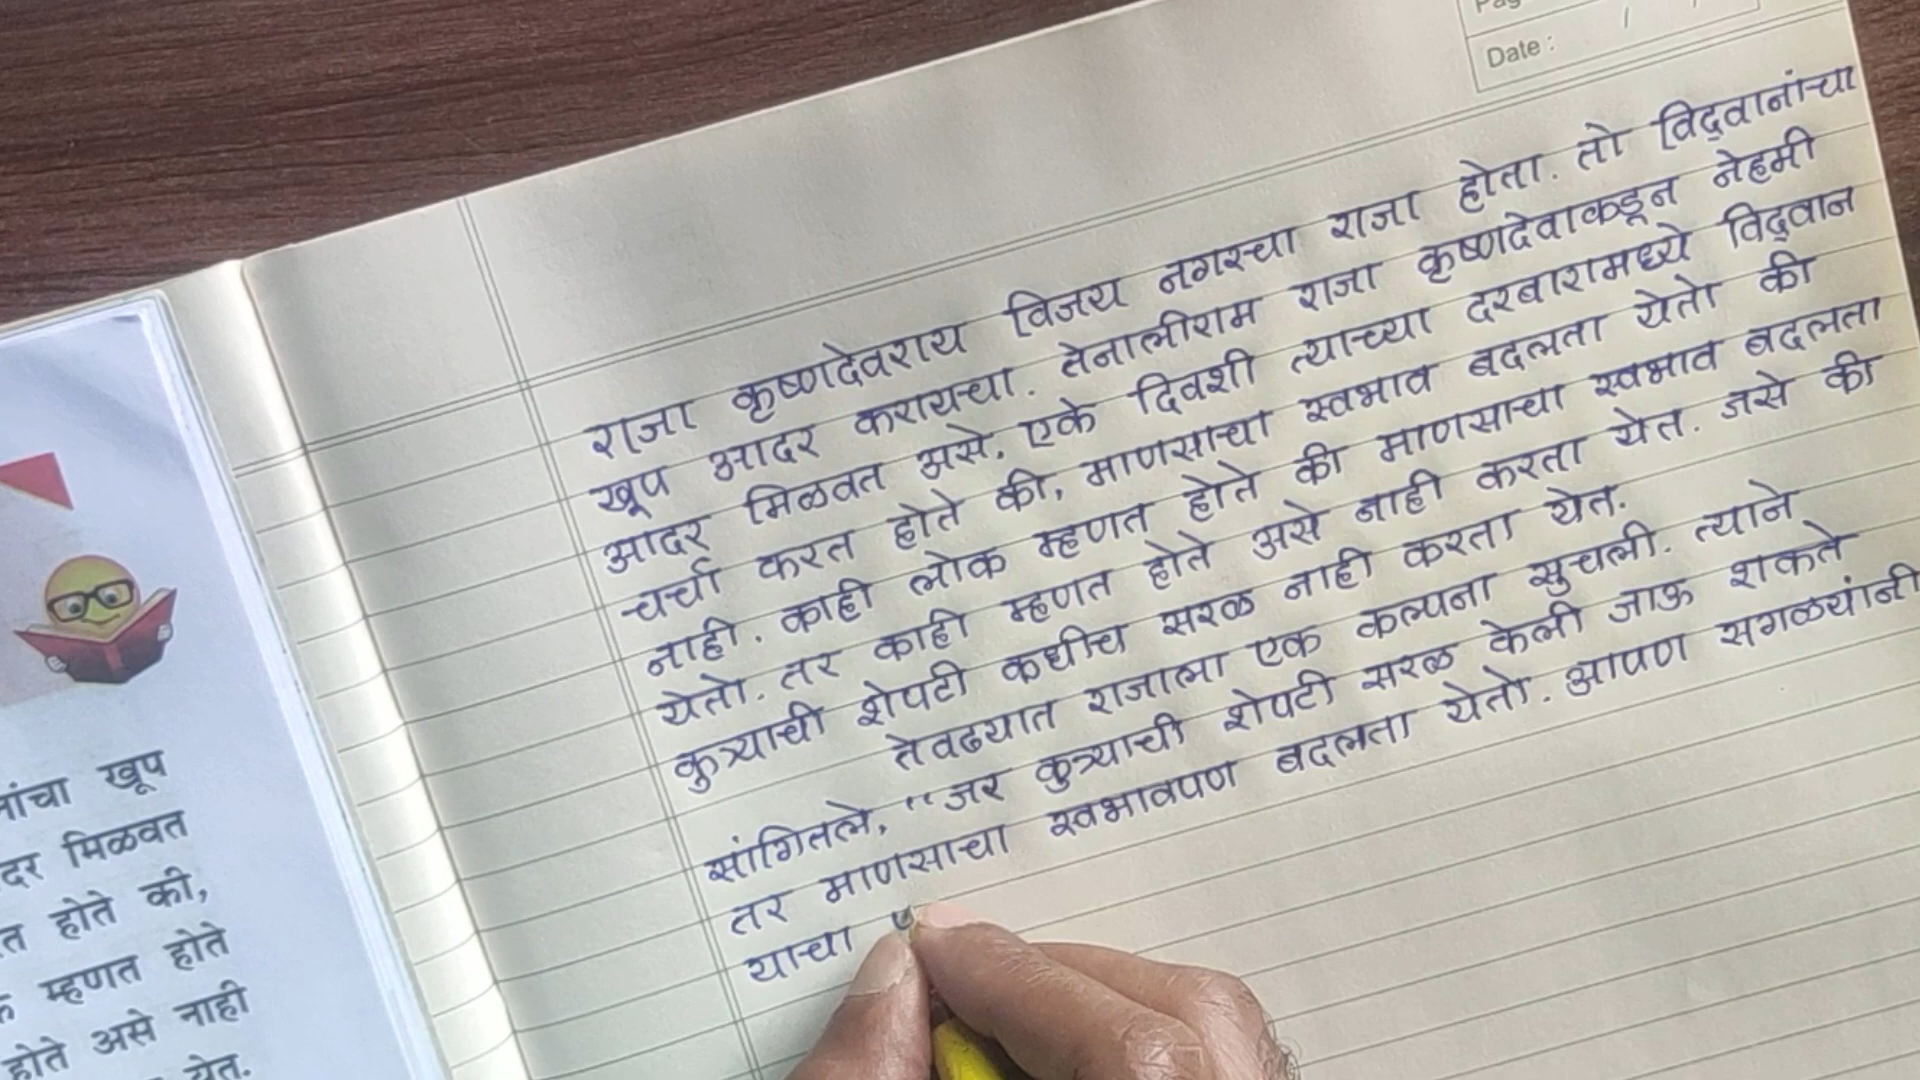 Date : / /
राजा कृष्णदेवराय विजय नगरचा राजा होता. तो विद्‌वानांचा
खूप आदर करायचा. तेनालीराम राजा कृष्णदेवाकडून नेहमी
आदर मिळवत असे. एके दिवशी त्याच्या दरबारामध्ये विद्‌वान
चर्चा करत होते की, माणसाचा स्वभाव बदलता येतो की
नाही. काही लोक म्हणत होते की माणसाचा स्वभाव बदलता
येतो. तर काही म्हणत होते असे नाही करता येत. जसे की
कुत्र्याची शेपटी कधीच सरळ नाही करता येत.
तेवढयात राजाला एक कल्पना सुचली. त्याने
सांगितले, "जर कुत्र्याची शेपटी सरळ केली जाऊ शकते
तर माणसाचा स्वभावपण बदलता येतो. आपण सगळ्यांनी
याचा
खूप
मिळवत
त होते की,
म्हणत होते
होते असे नाही
येत.